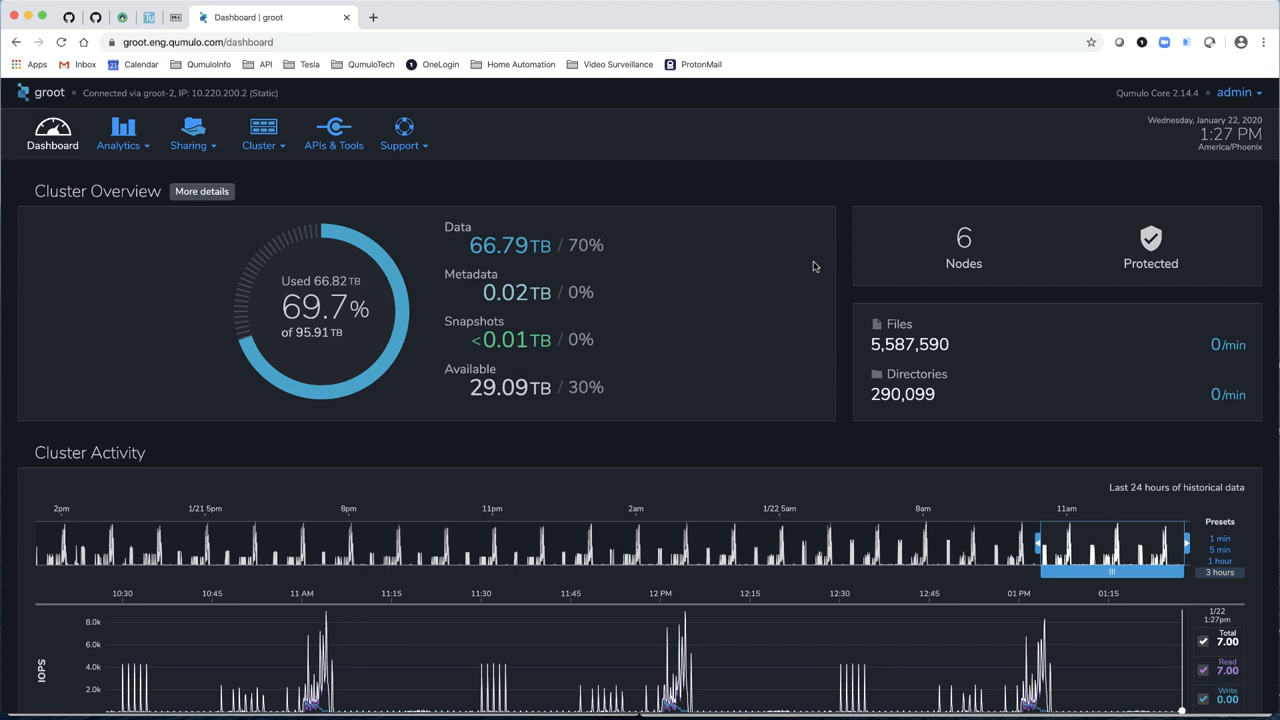 Dashboard | groot
groot.eng.qumulo.com/dashboard
Apps Inbox Calendar QumuloInfo API Tesla QumuloTech OneLogin Home Automation Video Surveillance ProtonMail
groot Connected via groot-2, IP: 10.220.200.2 (Static) Qumulo Core 2.14.4 admin
Wednesday, January 22, 2020
1:27 PM
America/Phoenix
Dashboard Analytics Sharing Cluster APIs & Tools Support
Cluster Overview More details
Used 66.82 TB
69.7 %
of 95.91 TB
Data
66.79 TB / 70%
Metadata
0.02 TB / 0%
Snapshots
<0.01 TB / 0%
Available
29.09 TB / 30%
6
Nodes
Protected
Files
5,587,590 0/min
Directories
290,099 0/min
Cluster Activity
Last 24 hours of historical data
2pm 1/21 5pm 8pm 11pm 2am 1/22 5am 8am 11am
Presets
1 min
5 min
1 hour
3 hours
10:30 10:45 11 AM 11:15 11:30 11:45 12 PM 12:15 12:30 12:45 01 PM 01:15
1/22
1:27pm
IOPS
8.0k
6.0k
4.0k
2.0k
Total
7.00
Read
7.00
Write
0.00